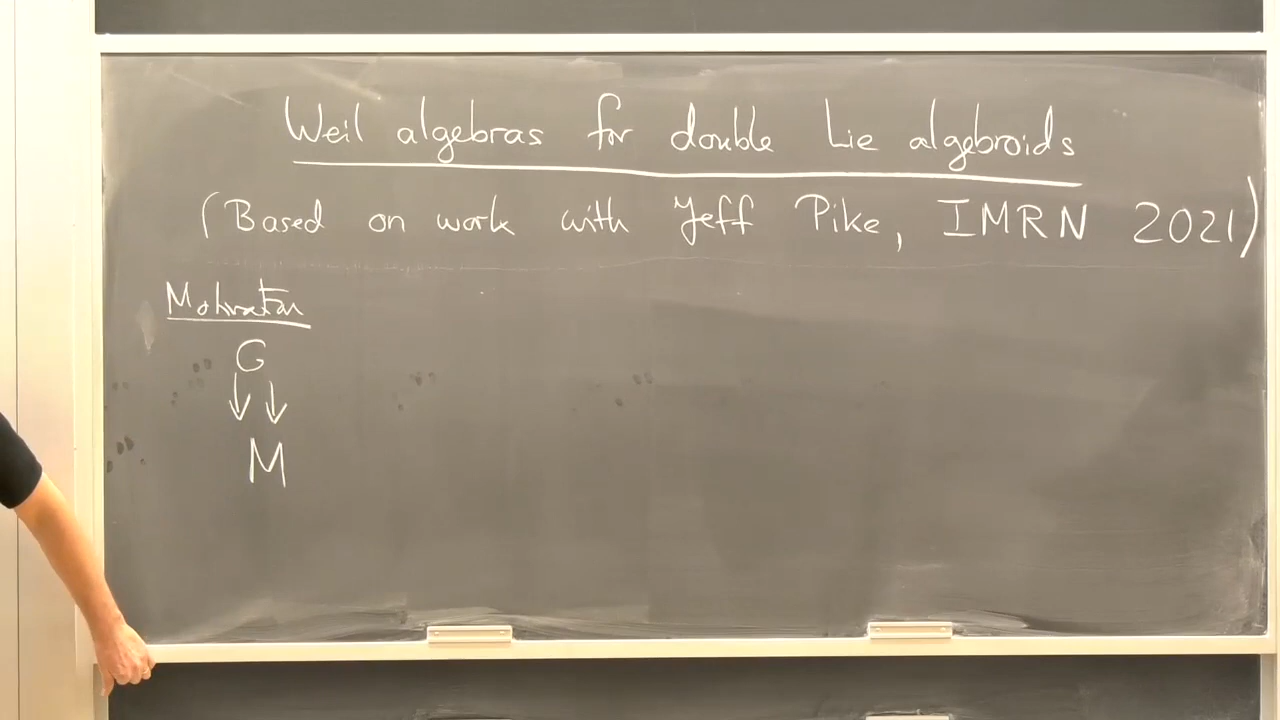 Weil algebras for double Lie algebroids
(Based on work with Jeff Pike, IMRN 2021)
Motivation
G
↓ ↓
M